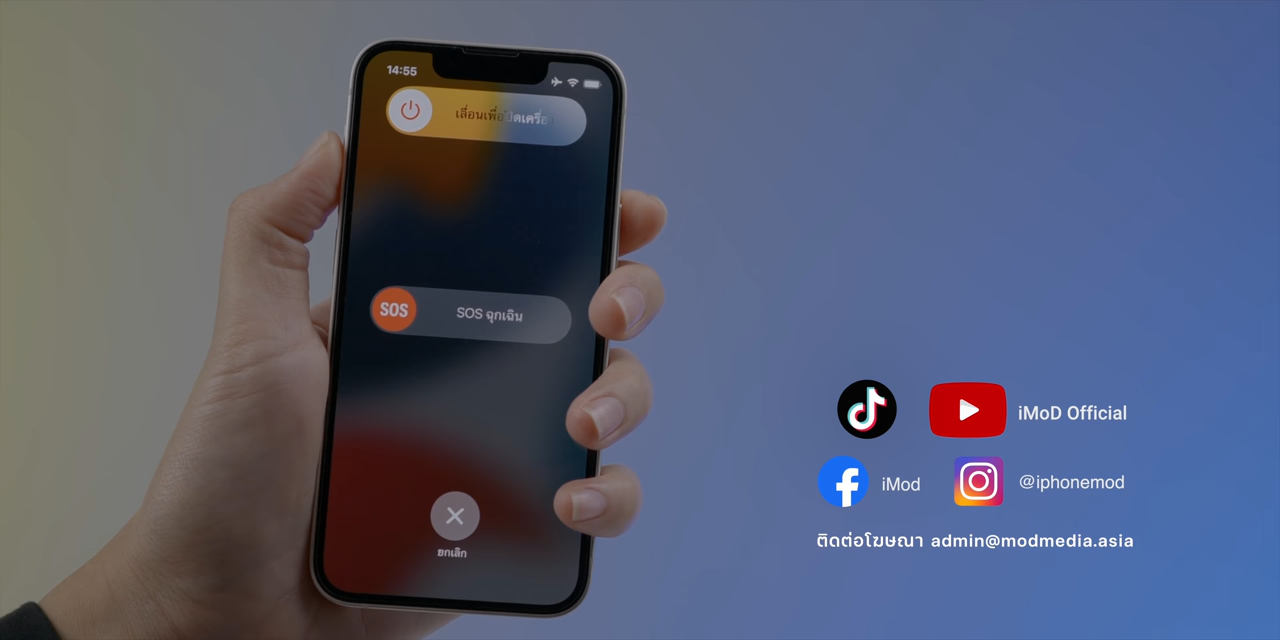 14:55
เลื่อนเพื่อปิดเครื่อง
SOS
SOS ฉุกเฉิน
ยกเลิก
iMoD Official
iMod
@iphonemod
ติดต่อโฆษณา admin@modmedia.asia